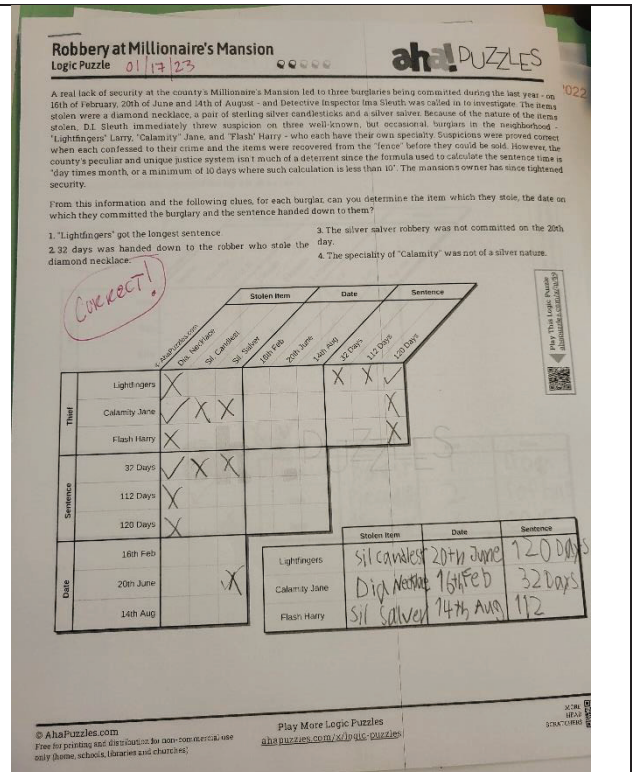 Robbery at Millionaire's Mansion
Logic Puzzle 01/17/23
aha! PUZZLES
A real lack of security at the county's Millionaire's Mansion led to three burglaries being committed during the last year - on
16th of February, 20th of June and 14th of August - and Detective Inspector Ima Sleuth was called in to investigate. The items
stolen were a diamond necklace, a pair of sterling silver candlesticks and a silver salver. Because of the nature of the items
stolen, D.I. Sleuth immediately threw suspicion on three well-known, but occasional, burglars in the neighborhood -
"Lightfingers" Larry, "Calamity" Jane, and "Flash" Harry - who each have their own specialty. Suspicions were proved correct
when each confessed to their crime and the items were recovered from the "fence" before they could be sold. However, the
county's peculiar and unique justice system isn't much of a deterrent since the formula used to calculate the sentence time is
"day times month, or a minimum of 10 days where such calculation is less than 10". The mansion's owner has since tightened
security.
From this information and the following clues, for each burglar, can you determine the item which they stole, the date on
which they committed the burglary and the sentence handed down to them?
1. "Lightfingers" got the longest sentence
2. 32 days was handed down to the robber who stole the
diamond necklace.
3. The silver salver robbery was not committed on the 20th
day.
4. The speciality of "Calamity" was not of a silver nature.
CORRECT!
Stolen Item
Date
Sentence
© AhaPuzzles.com
Dia. Necklace
Sil. Candlest
Sil. Salver
16th Feb
20th June
14th Aug
32 Days
112 Days
120 Days
Play This Logic Puzzle
Thief
Lightfingers
Calamity Jane
Flash Harry
Sentence
32 Days
112 Days
120 Days
Date
16th Feb
20th June
14th Aug
Stolen Item Date Sentence
Lightfingers Sil candlest 20th June 120 Days
Calamity Jane Dia Necklac 16th Feb 32 Days
Flash Harry Sil Salver 14th Aug 112
© AhaPuzzles.com
Free for printing and distribution for non-commercial use
only (home, schools, libraries and churches)
Play More Logic Puzzles
ahapuzzles.com/x/logic-puzzles